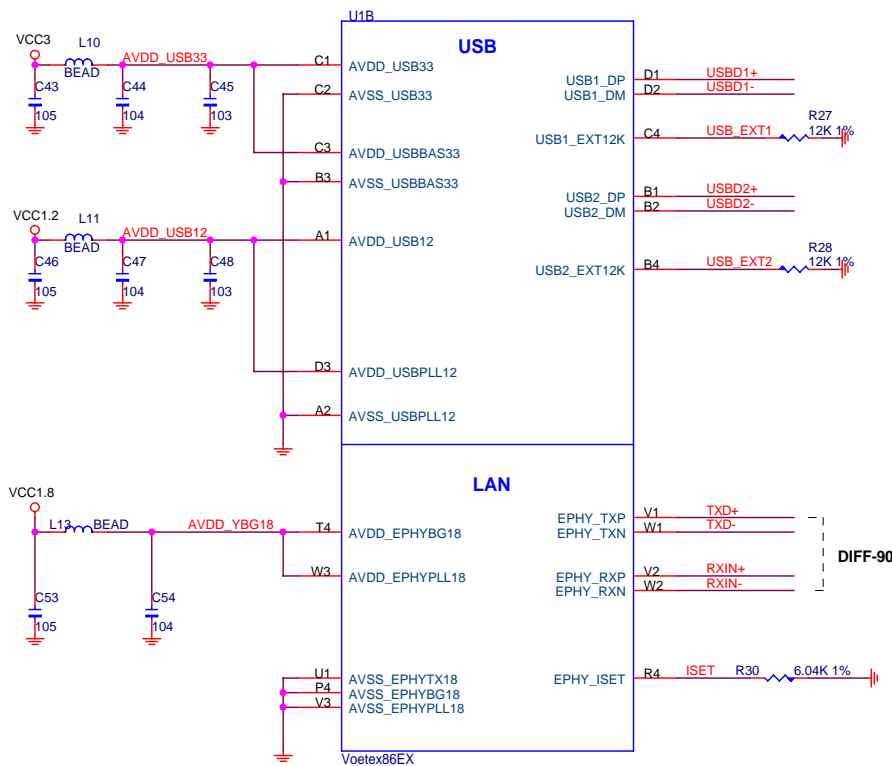 U1B
USB
VCC3
L10
BEAD
AVDD_USB33
C43
105
C44
104
C45
103
C1
AVDD_USB33
C2
AVSS_USB33
C3
AVDD_USBBAS33
B3
AVSS_USBBAS33
VCC1.2
L11
BEAD
AVDD_USB12
C46
105
C47
104
C48
103
A1
AVDD_USB12
D3
AVDD_USBPLL12
A2
AVSS_USBPLL12
USB1_DP
D1
USBD1+
USB1_DM
D2
USBD1-
USB1_EXT12K
C4
USB_EXT1
R27
12K 1%
USB2_DP
B1
USBD2+
USB2_DM
B2
USBD2-
USB2_EXT12K
B4
USB_EXT2
R28
12K 1%
LAN
VCC1.8
L13
BEAD
AVDD_YBG18
C53
105
C54
104
T4
AVDD_EPHYBG18
W3
AVDD_EPHYPLL18
U1
AVSS_EPHYTX18
P4
AVSS_EPHYBG18
V3
AVSS_EPHYPLL18
EPHY_TXP
V1
TXD+
EPHY_TXN
W1
TXD-
EPHY_RXP
V2
RXIN+
EPHY_RXN
W2
RXIN-
DIFF-90
EPHY_ISET
R4
ISET
R30
6.04K 1%
Voetex86EX